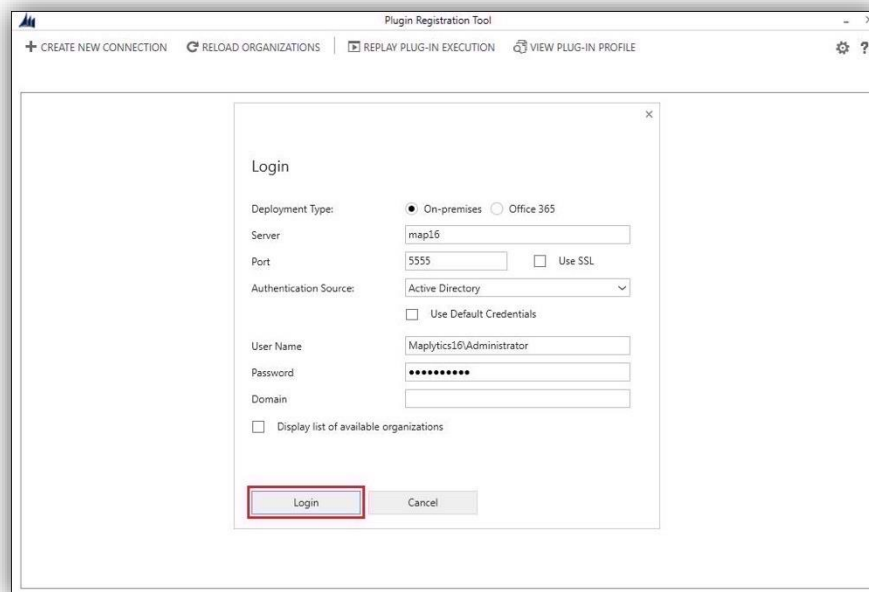 Plugin Registration Tool
CREATE NEW CONNECTION RELOAD ORGANIZATIONS REPLAY PLUG-IN EXECUTION VIEW PLUG-IN PROFILE ?
Login
Deployment Type: On-premises Office 365
Server map16
Port 5555 Use SSL
Authentication Source: Active Directory
Use Default Credentials
User Name Maplytics16\Administrator
Password ••••••••••
Domain
Display list of available organizations
Login Cancel